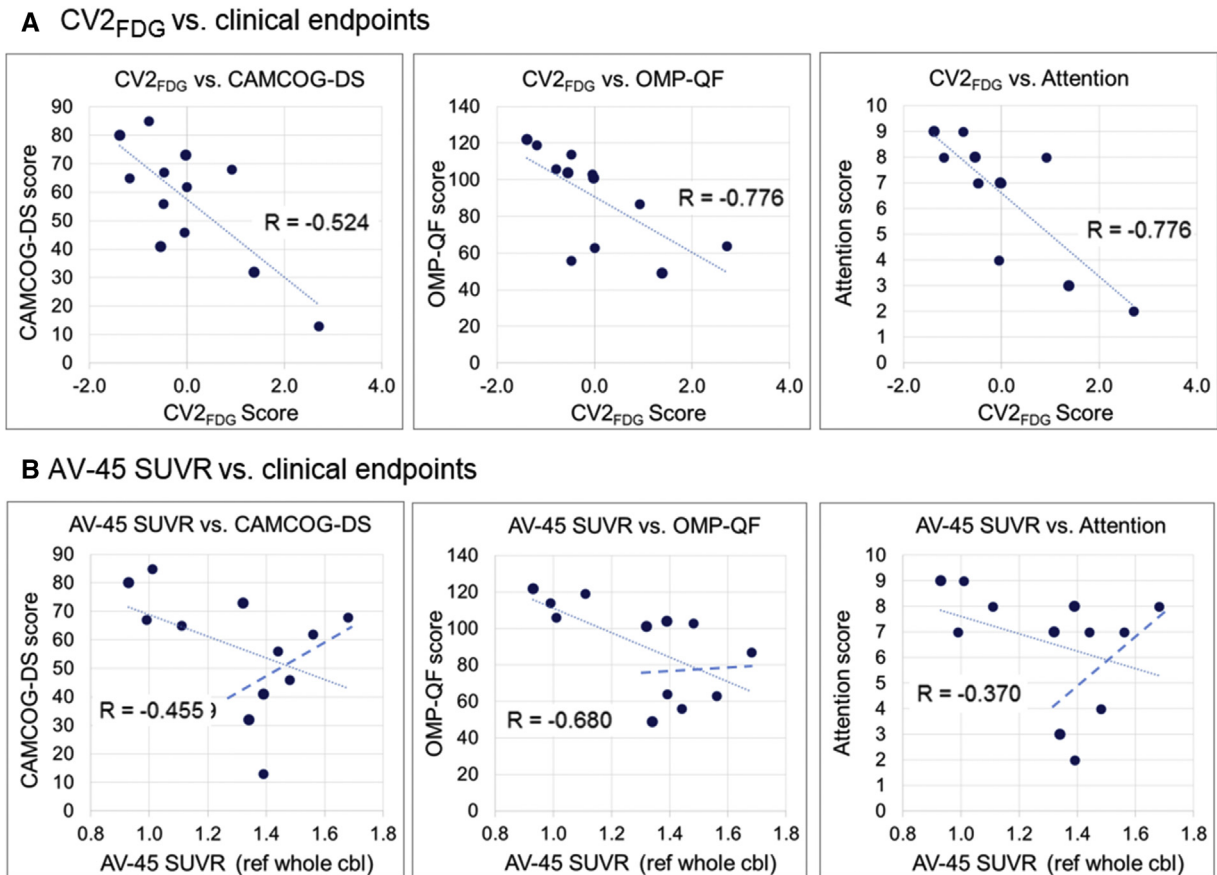 A CV2FDG vs. clinical endpoints
CV2FDG vs. CAMCOG-DS
CAMCOG-DS score
90
80
70
60
50
40
30
20
10
0
R = -0.524
-2.0 0.0 2.0 4.0
CV2FDG Score
CV2FDG vs. OMP-QF
OMP-QF score
140
120
100
80
60
40
20
0
R = -0.776
-2.0 0.0 2.0 4.0
CV2FDG Score
CV2FDG vs. Attention
Attention score
10
9
8
7
6
5
4
3
2
1
0
R = -0.776
-2.0 0.0 2.0 4.0
CV2FDG Score
B AV-45 SUVR vs. clinical endpoints
AV-45 SUVR vs. CAMCOG-DS
CAMCOG-DS score
90
80
70
60
50
40
30
20
10
0
R = -0.455
0.8 1.0 1.2 1.4 1.6 1.8
AV-45 SUVR (ref whole cbl)
AV-45 SUVR vs. OMP-QF
OMP-QF score
140
120
100
80
60
40
20
0
R = -0.680
0.8 1.0 1.2 1.4 1.6 1.8
AV-45 SUVR (ref whole cbl)
AV-45 SUVR vs. Attention
Attention score
10
9
8
7
6
5
4
3
2
1
0
R = -0.370
0.8 1.0 1.2 1.4 1.6 1.8
AV-45 SUVR (ref whole cbl)